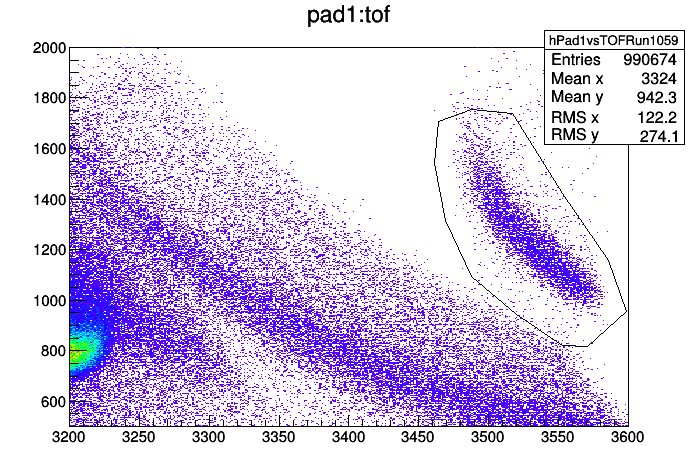 pad1:tof
hPad1vsTOFRun1059
Entries 990674
Mean x 3324
Mean y 942.3
RMS x 122.2
RMS y 274.1
2000
1800
1600
1400
1200
1000
800
600
3200 3250 3300 3350 3400 3450 3500 3550 3600